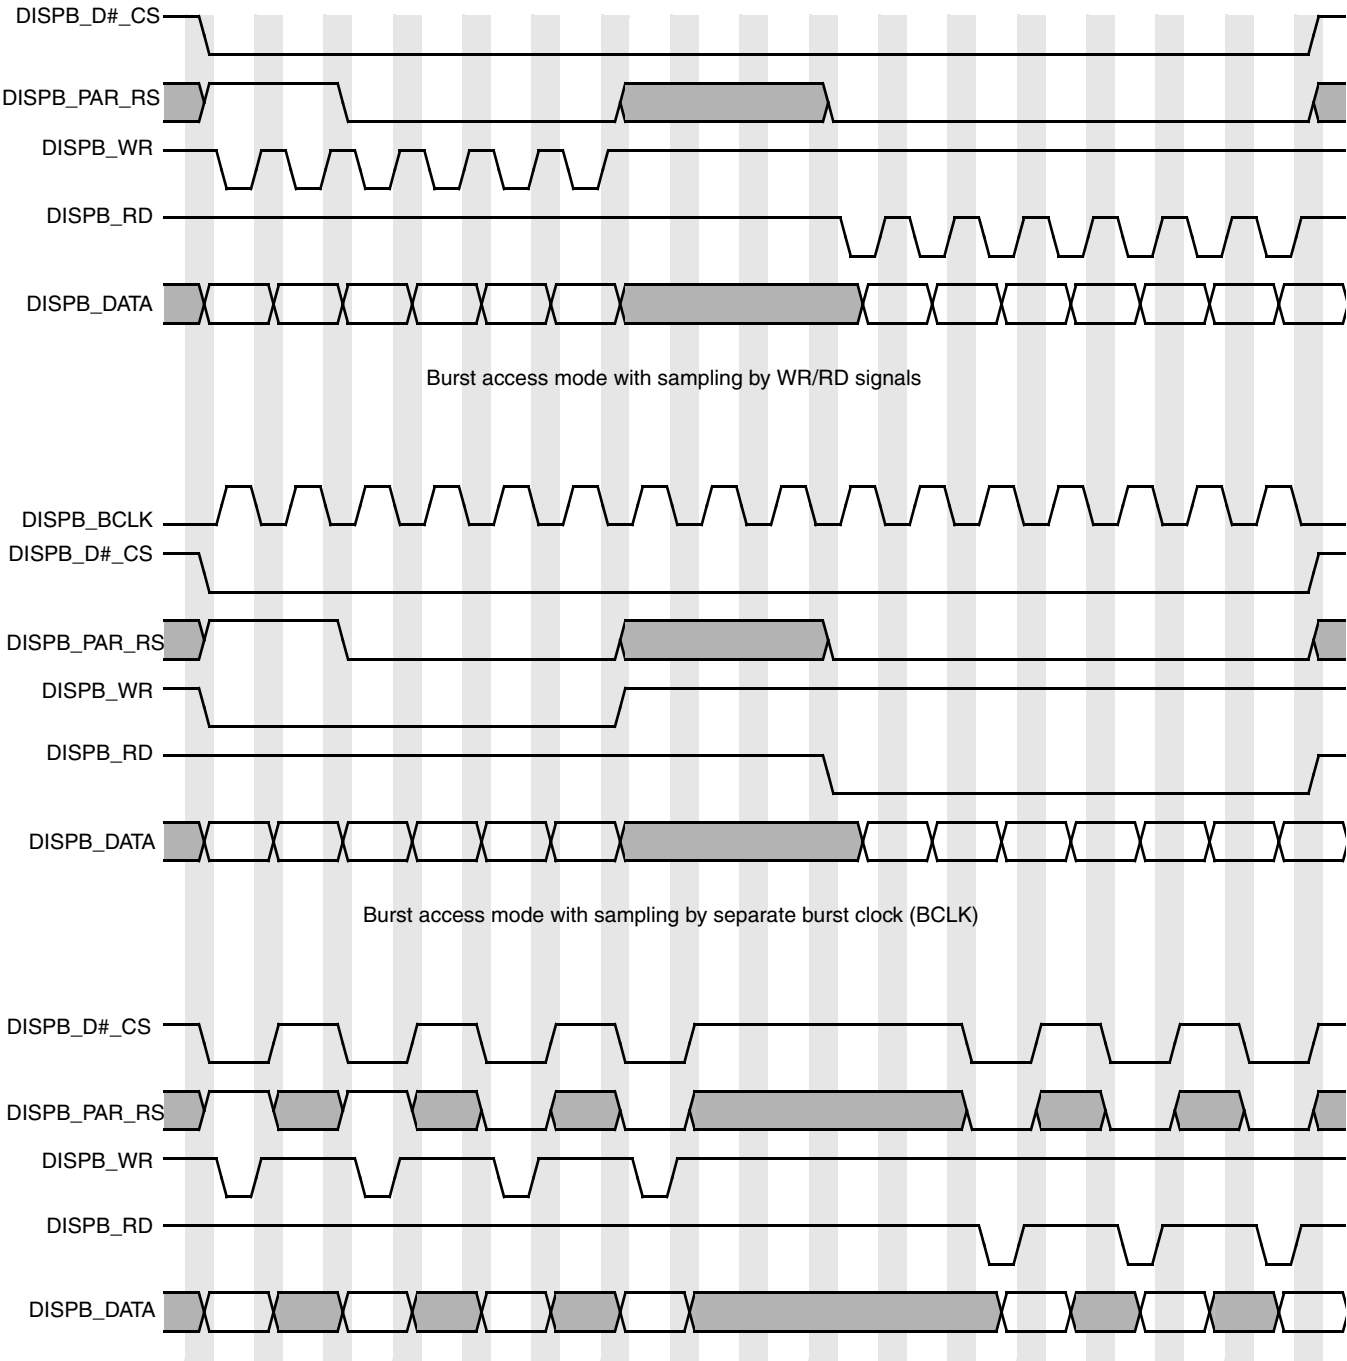 DISPB_D#_CS
DISPB_PAR_RS
DISPB_WR
DISPB_RD
DISPB_DATA
Burst access mode with sampling by WR/RD signals
DISPB_BCLK
DISPB_D#_CS
DISPB_PAR_RS
DISPB_WR
DISPB_RD
DISPB_DATA
Burst access mode with sampling by separate burst clock (BCLK)
DISPB_D#_CS
DISPB_PAR_RS
DISPB_WR
DISPB_RD
DISPB_DATA